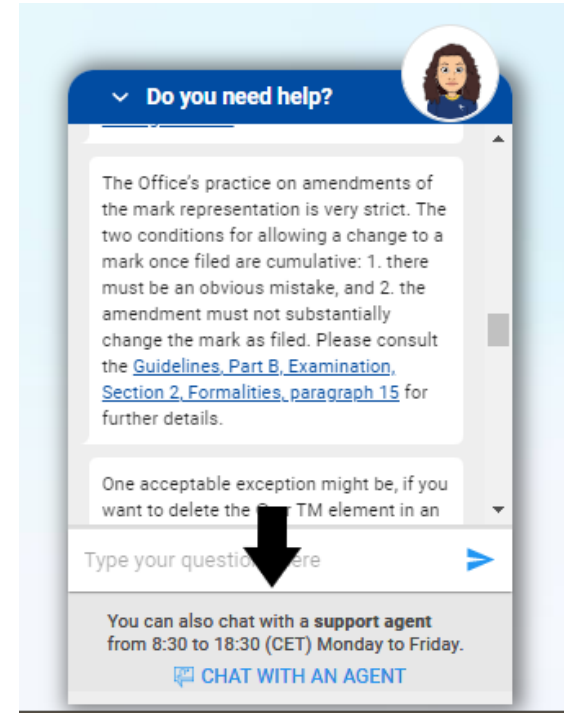 Do you need help?
The Office's practice on amendments of
the mark representation is very strict. The
two conditions for allowing a change to a
mark once filed are cumulative: 1. there
must be an obvious mistake, and 2. the
amendment must not substantially
change the mark as filed. Please consult
the Guidelines, Part B, Examination,
Section 2, Formalities, paragraph 15 for
further details.
One acceptable exception might be, if you
want to delete the TM element in an
Type your
You can also chat with a support agent
from 8:30 to 18:30 (CET) Monday to Friday.
CHAT WITH AN AGENT